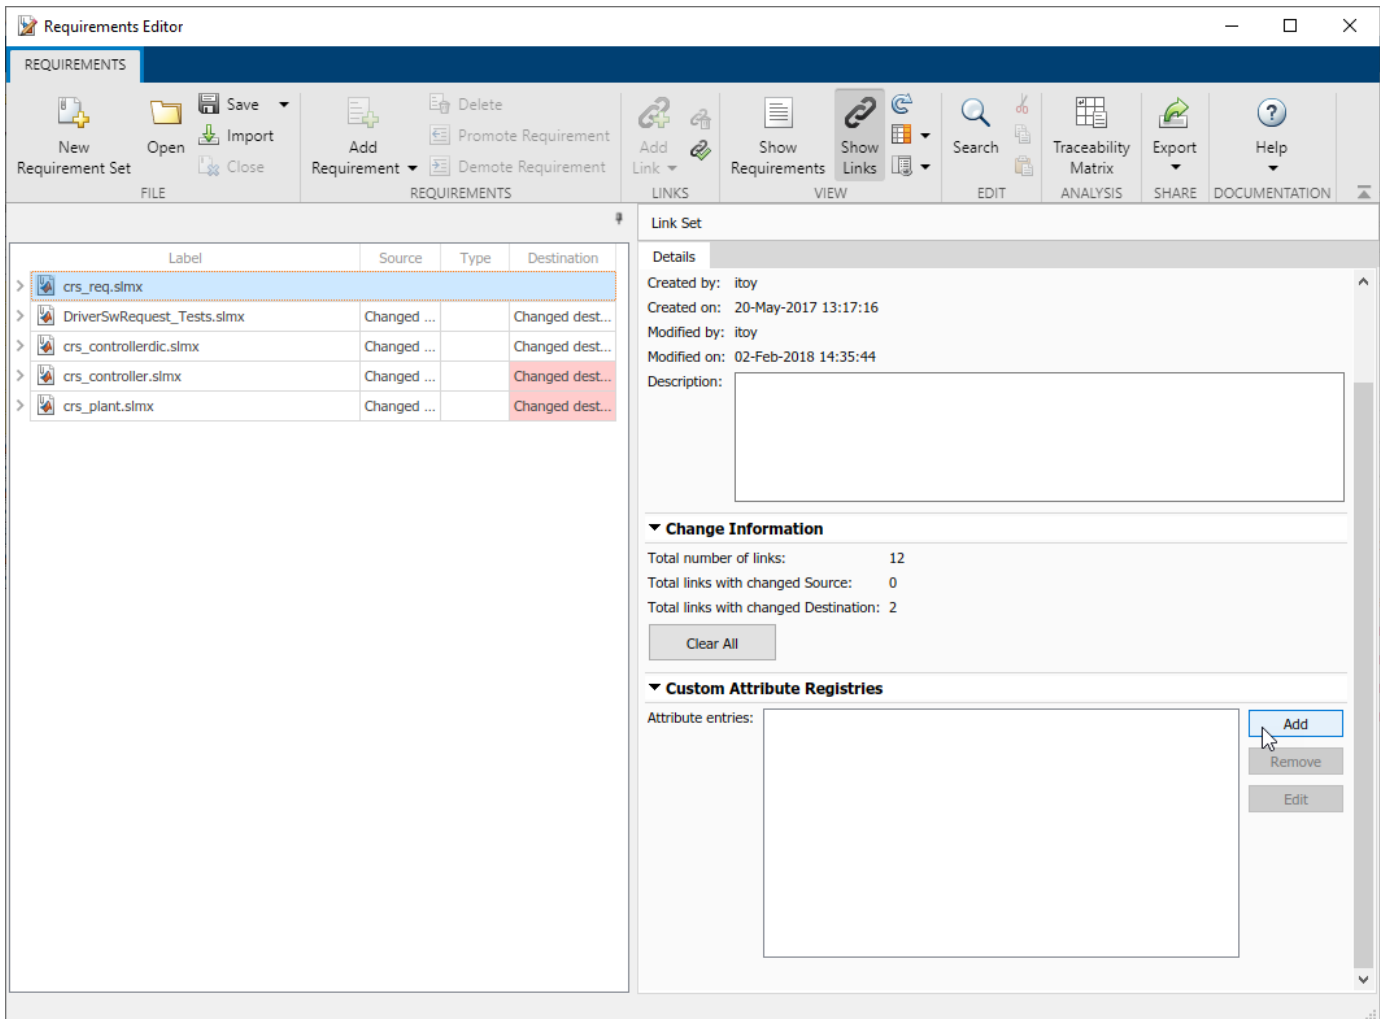 Requirements Editor
REQUIREMENTS
New Requirement Set
Open
Save
Import
Close
FILE
Add Requirement
Delete
Promote Requirement
Demote Requirement
REQUIREMENTS
Add Link
LINKS
Show Requirements
Show Links
VIEW
Search
EDIT
Traceability Matrix
ANALYSIS
Export
SHARE
Help
DOCUMENTATION
Label Source Type Destination
crs_req.slmx
DriverSwRequest_Tests.slmx Changed ... Changed dest...
crs_controllerdic.slmx Changed ... Changed dest...
crs_controller.slmx Changed ... Changed dest...
crs_plant.slmx Changed ... Changed dest...
Link Set
Details
Created by: itoy
Created on: 20-May-2017 13:17:16
Modified by: itoy
Modified on: 02-Feb-2018 14:35:44
Description:
Change Information
Total number of links: 12
Total links with changed Source: 0
Total links with changed Destination: 2
Clear All
Custom Attribute Registries
Attribute entries:
Add
Remove
Edit